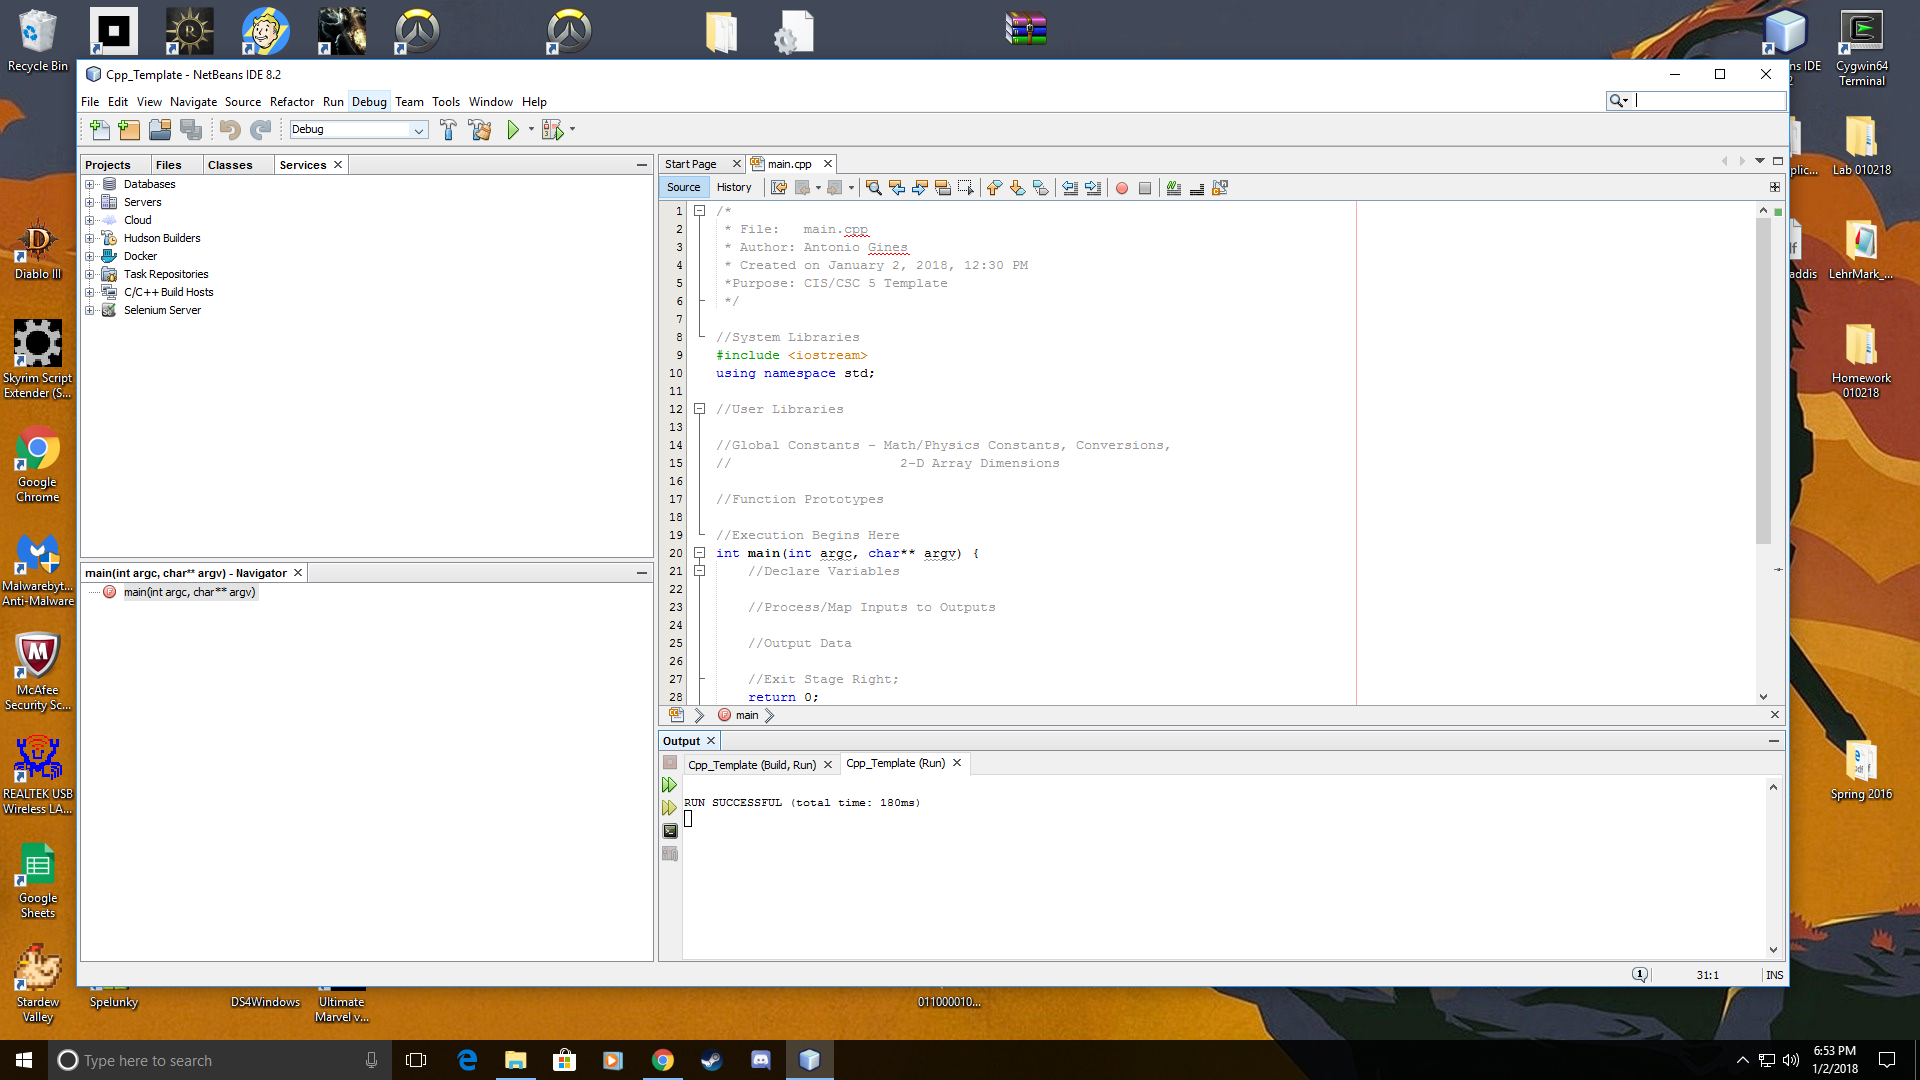 Recycle Bin
ns IDE
2
Cygwin64
Terminal
Cpp_Template - NetBeans IDE 8.2
File Edit View Navigate Source Refactor Run Debug Team Tools Window Help
Debug
Projects Files Classes Services
Databases
Servers
Cloud
Hudson Builders
Docker
Task Repositories
C/C++ Build Hosts
Selenium Server
main(int argc, char** argv) - Navigator
main(int argc, char** argv)
Start Page main.cpp
Source History
1 /*
2 * File:   main.cpp
3 * Author: Antonio Gines
4 * Created on January 2, 2018, 12:30 PM
5 *Purpose: CIS/CSC 5 Template
6 */
7
8 //System Libraries
9 #include <iostream>
10 using namespace std;
11
12 //User Libraries
13
14 //Global Constants - Math/Physics Constants, Conversions,
15 //                     2-D Array Dimensions
16
17 //Function Prototypes
18
19 //Execution Begins Here
20 int main(int argc, char** argv) {
21 //Declare Variables
22
23 //Process/Map Inputs to Outputs
24
25 //Output Data
26
27 //Exit Stage Right;
28 return 0;
main
Output
Cpp_Template (Build, Run) Cpp_Template (Run)
RUN SUCCESSFUL (total time: 180ms)
1 31:1 INS
Diablo III
Skyrim Script
Extender (S...
Google
Chrome
Malwarebyt...
Anti-Malware
McAfee
Security Sc...
REALTEK USB
Wireless LA...
Google
Sheets
Stardew
Valley
Spelunky
DS4Windows
Ultimate
Marvel v...
011000010...
plic...
Lab 010218
addis
LehrMark_...
Homework
010218
Spring 2016
Type here to search
6:53 PM
1/2/2018